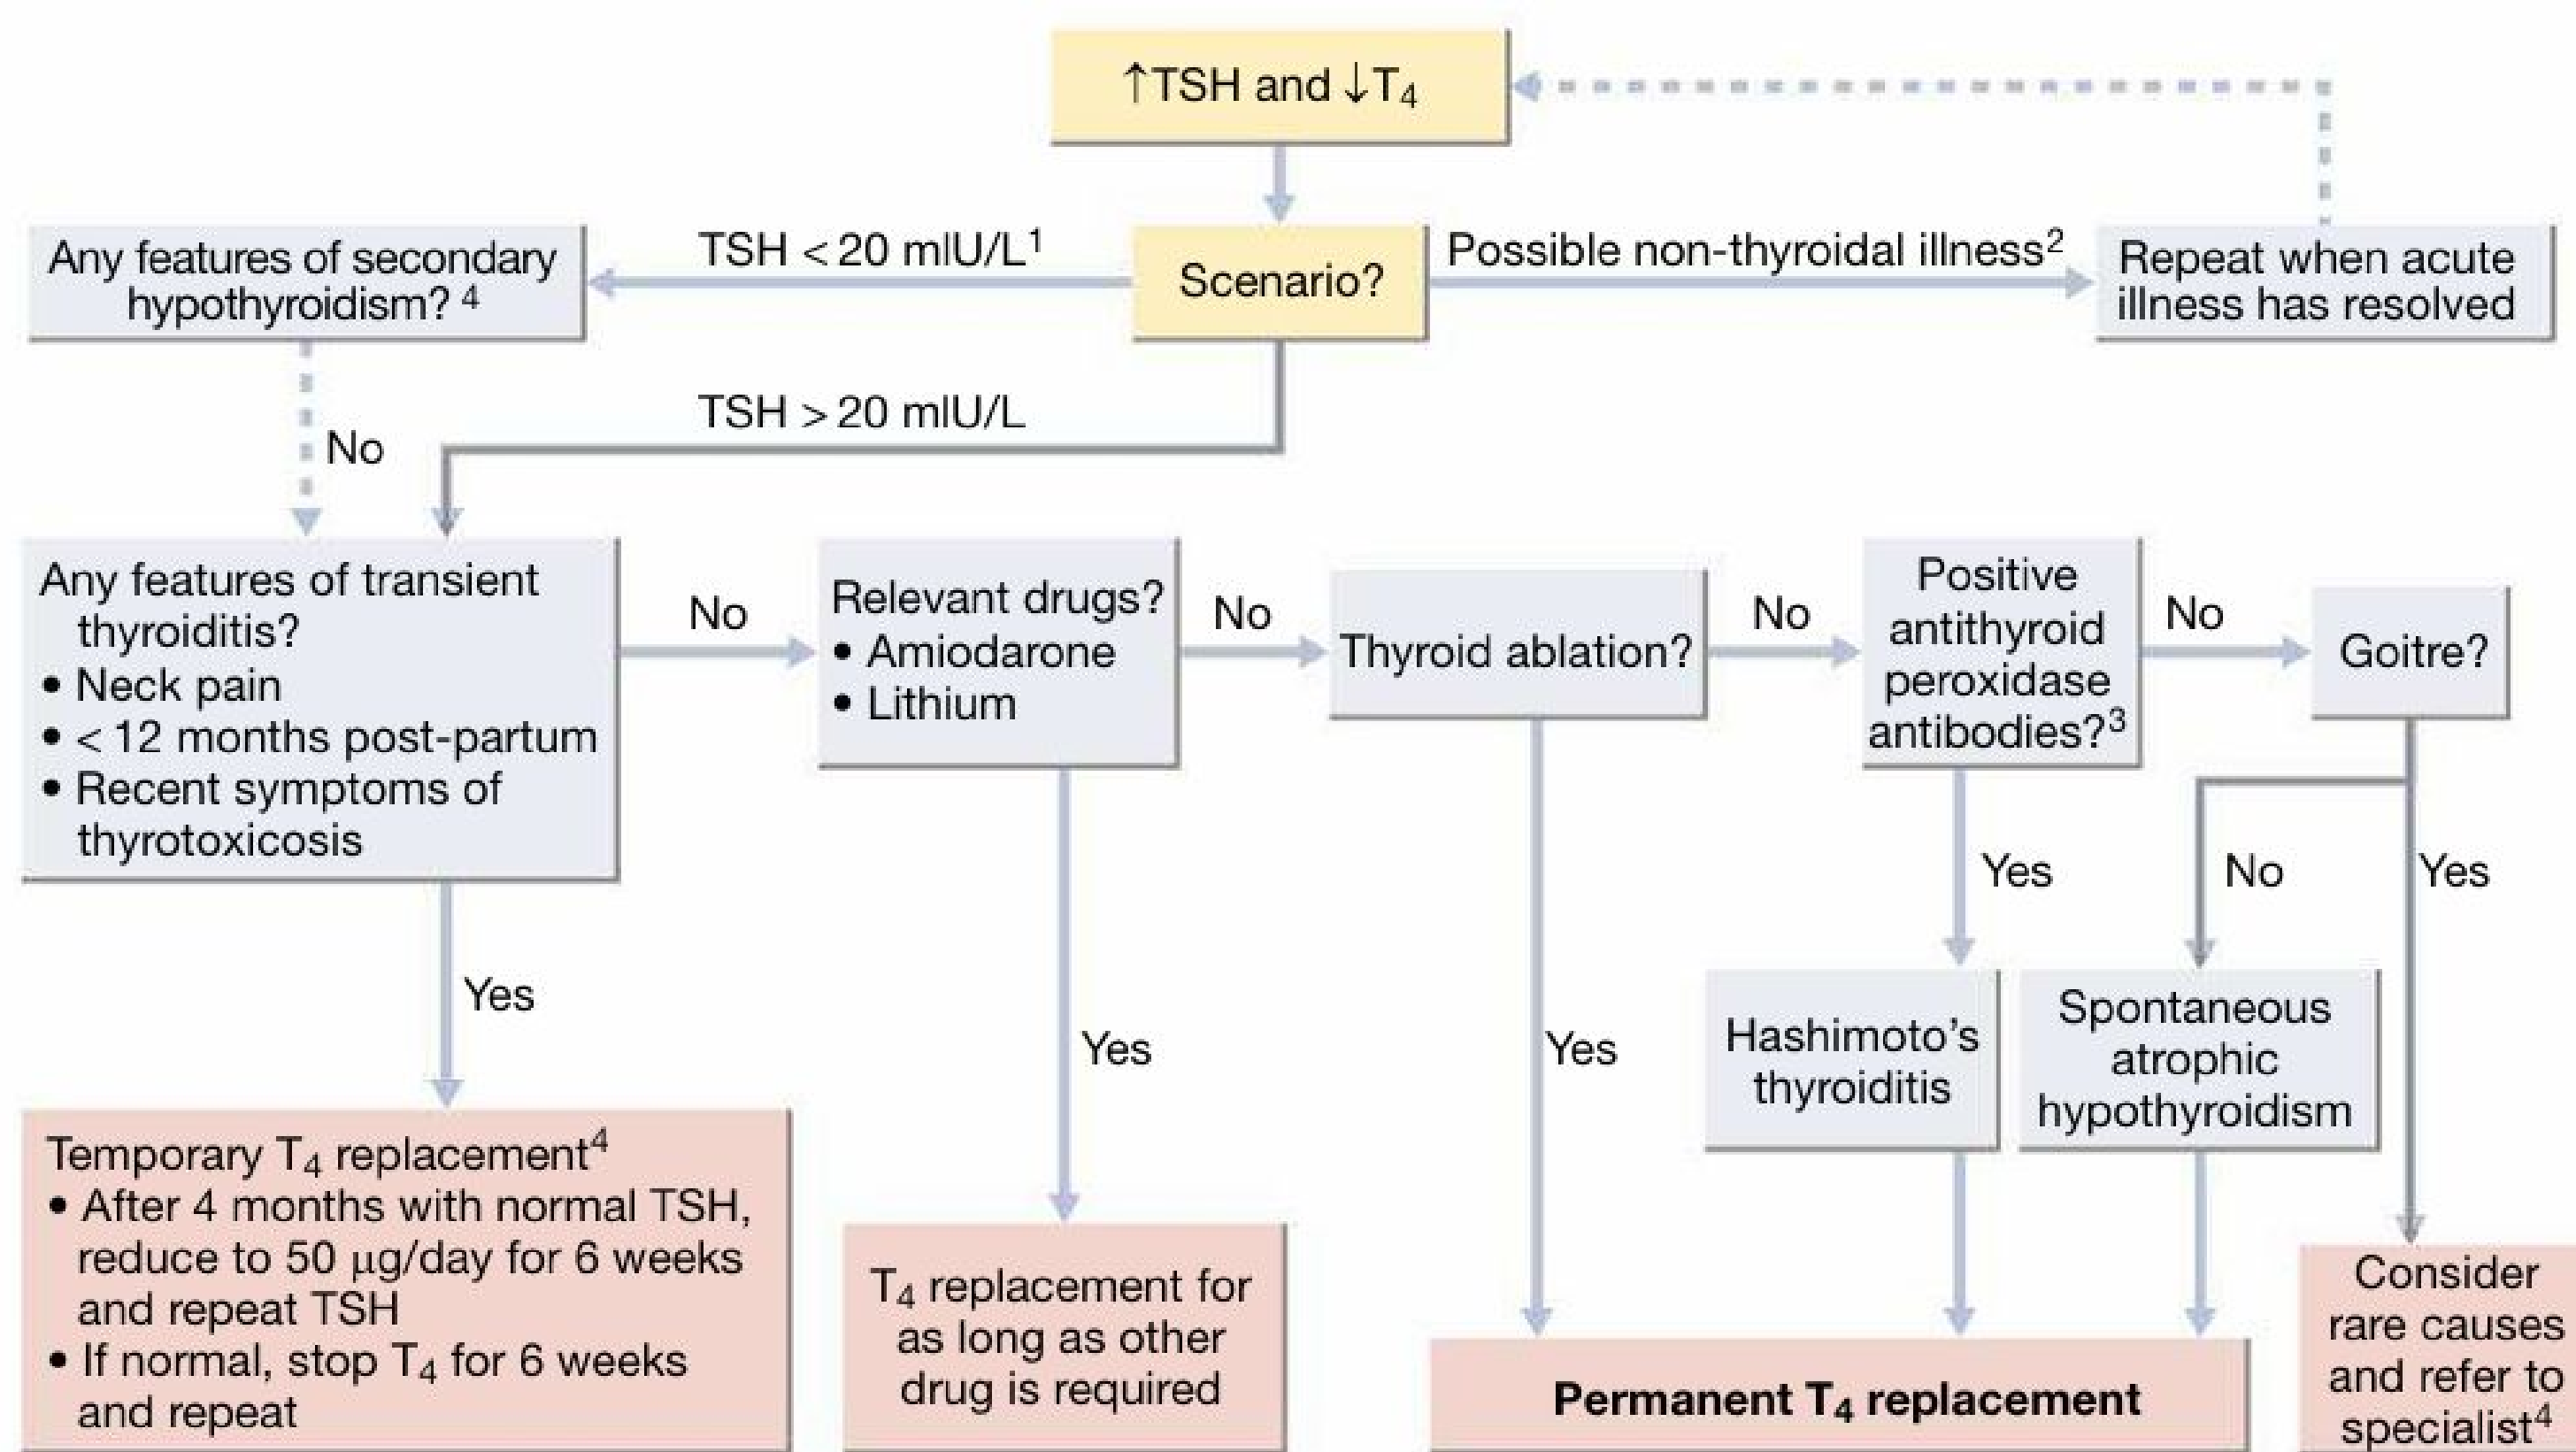 ↑TSH and ↓T₄
Any features of secondary
hypothyroidism? ⁴
TSH < 20 mIU/L¹
Scenario?
Possible non-thyroidal illness²
Repeat when acute
illness has resolved
No
TSH > 20 mIU/L
Any features of transient
thyroiditis?
• Neck pain
• < 12 months post-partum
• Recent symptoms of
thyrotoxicosis
No
Relevant drugs?
• Amiodarone
• Lithium
No
Thyroid ablation?
No
Positive
antithyroid
peroxidase
antibodies?³
No
Goitre?
Yes
Yes
Yes
Yes
No
Yes
Hashimoto's
thyroiditis
Spontaneous
atrophic
hypothyroidism
Temporary T₄ replacement⁴
• After 4 months with normal TSH,
reduce to 50 μg/day for 6 weeks
and repeat TSH
• If normal, stop T₄ for 6 weeks
and repeat
T₄ replacement for
as long as other
drug is required
Permanent T₄ replacement
Consider
rare causes
and refer to
specialist⁴